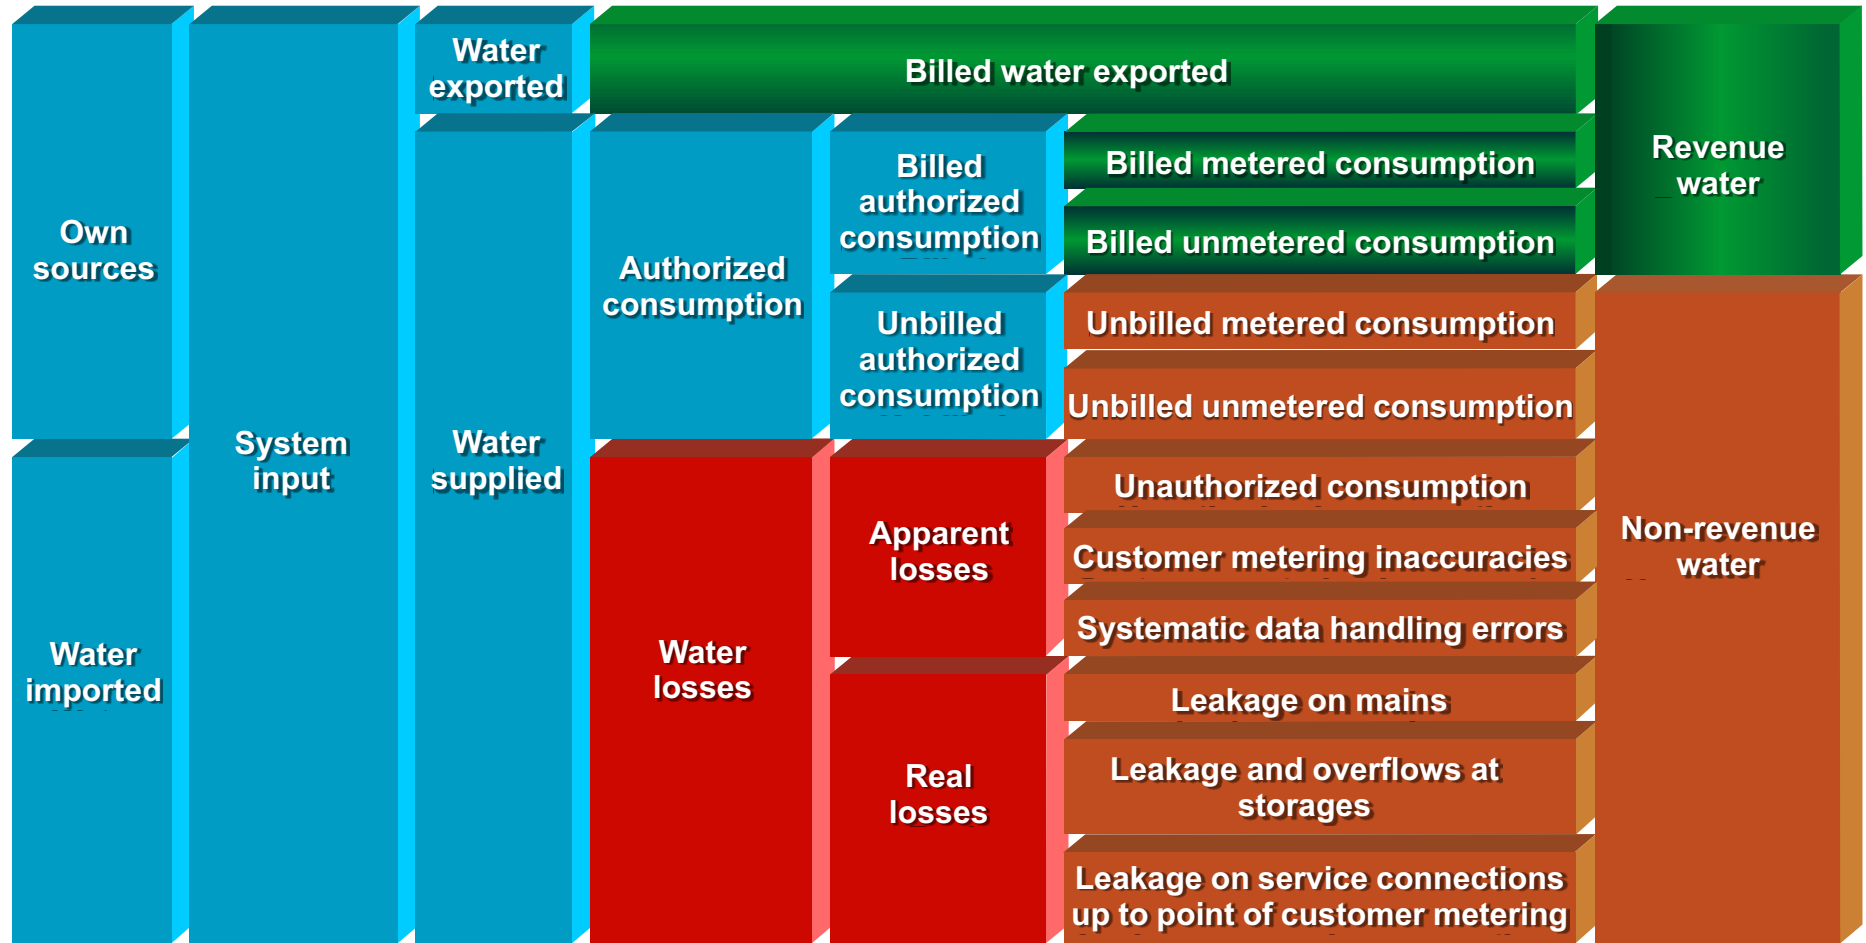 Own
sources
Water
imported
System
input
Water
exported
Water
supplied
Billed water exported
Authorized
consumption
Water
losses
Billed
authorized
consumption
Unbilled
authorized
consumption
Apparent
losses
Real
losses
Billed metered consumption
Billed unmetered consumption
Unbilled metered consumption
Unbilled unmetered consumption
Unauthorized consumption
Customer metering inaccuracies
Systematic data handling errors
Leakage on mains
Leakage and overflows at
storages
Leakage on service connections
up to point of customer metering
Revenue
water
Non-revenue
water